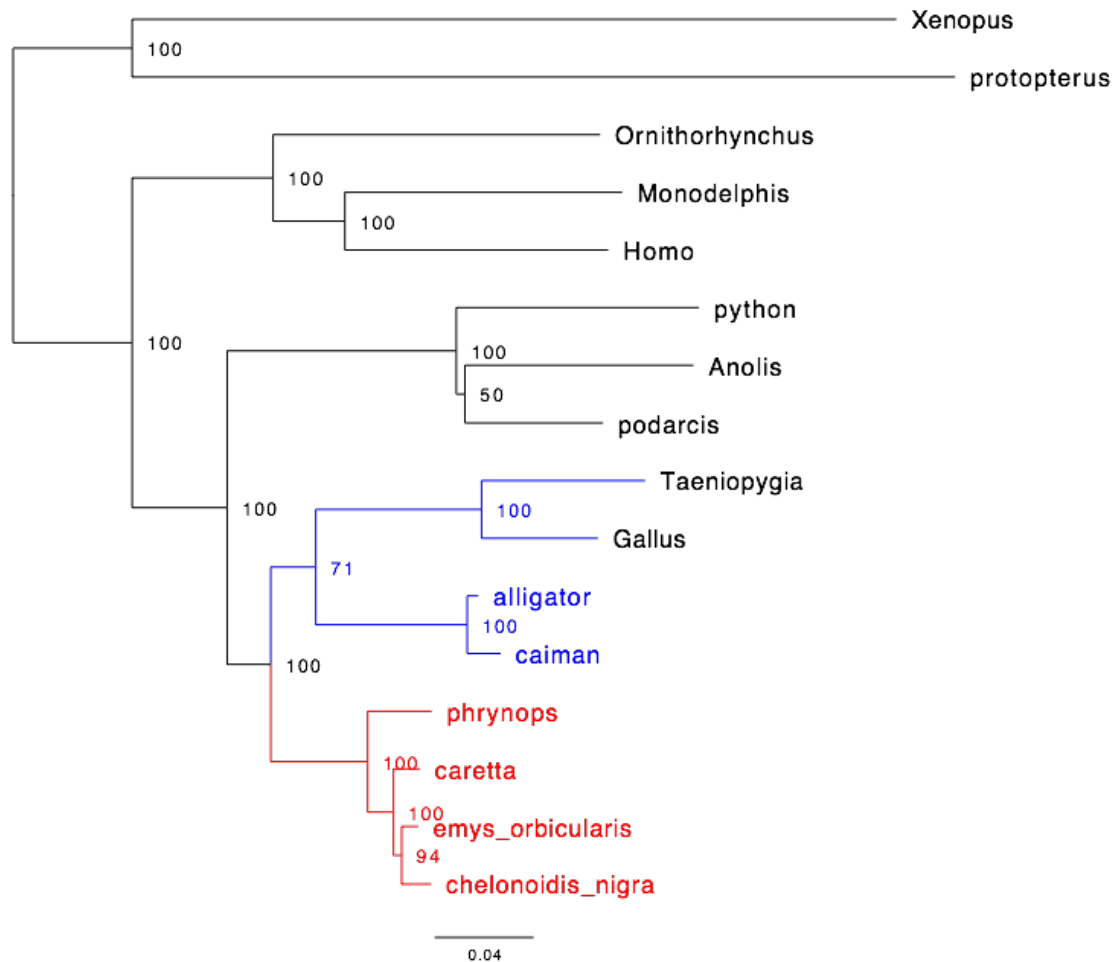 Xenopus
100
protopterus
Ornithorhynchus
100
Monodelphis
100
Homo
python
100
Anolis
50
podarcis
100
Taeniopygia
100
Gallus
100
71
alligator
100
caiman
100
phrynops
100
caretta
100
emys_orbicularis
94
chelonoidis_nigra
0.04